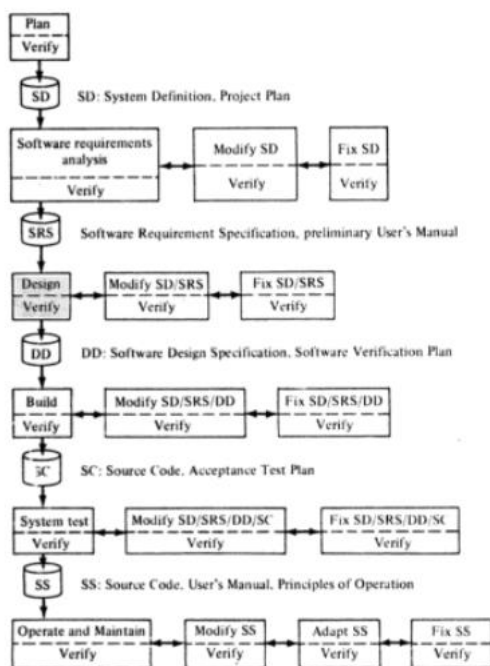 Plan
Verify
SD
SD: System Definition, Project Plan
Software requirements
analysis
Verify
Modify SD
Verify
Fix SD
Verify
SRS
Software Requirement Specification, preliminary User's Manual
Design
Verify
Modify SD/SRS
Verify
Fix SD/SRS
Verify
DD
DD: Software Design Specification, Software Verification Plan
Build
Verify
Modify SD/SRS/DD
Verify
Fix SD/SRS/DD
Verify
SC
SC: Source Code, Acceptance Test Plan
System test
Verify
Modify SD/SRS/DD/SC
Verify
Fix SD/SRS/DD/SC
Verify
SS
SS: Source Code, User's Manual, Principles of Operation
Operate and Maintain
Verify
Modify SS
Verify
Adapt SS
Verify
Fix SS
Verify